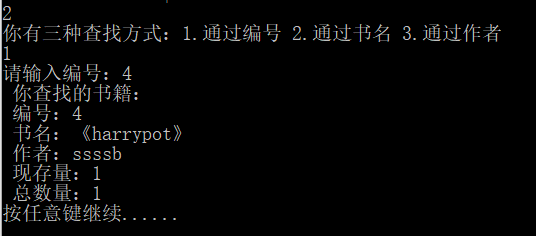 2
你有三种查找方式：1.通过编号 2.通过书名 3.通过作者
1
请输入编号：4
你查找的书籍：
编号：4
书名：《harrypot》
作者：ssssb
现存量：1
总数量：1
按任意键继续......